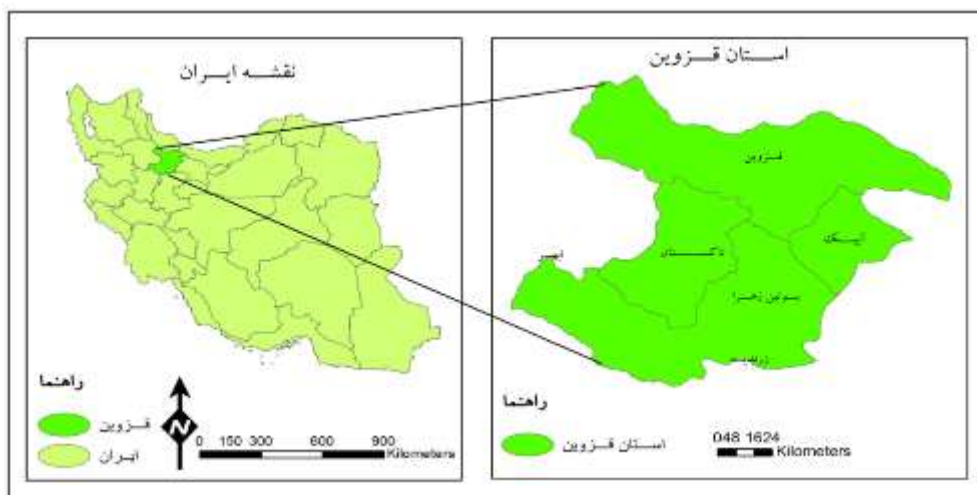 نقشه ایران
راهنما
قزوین
ایران
N
0 150 300 600 900
Kilometers
استان قزوین
قزوین
آبیک
تاکستان
ابهر
بوئین زهرا
راهنما
استان قزوین
048 1624
Kilometers